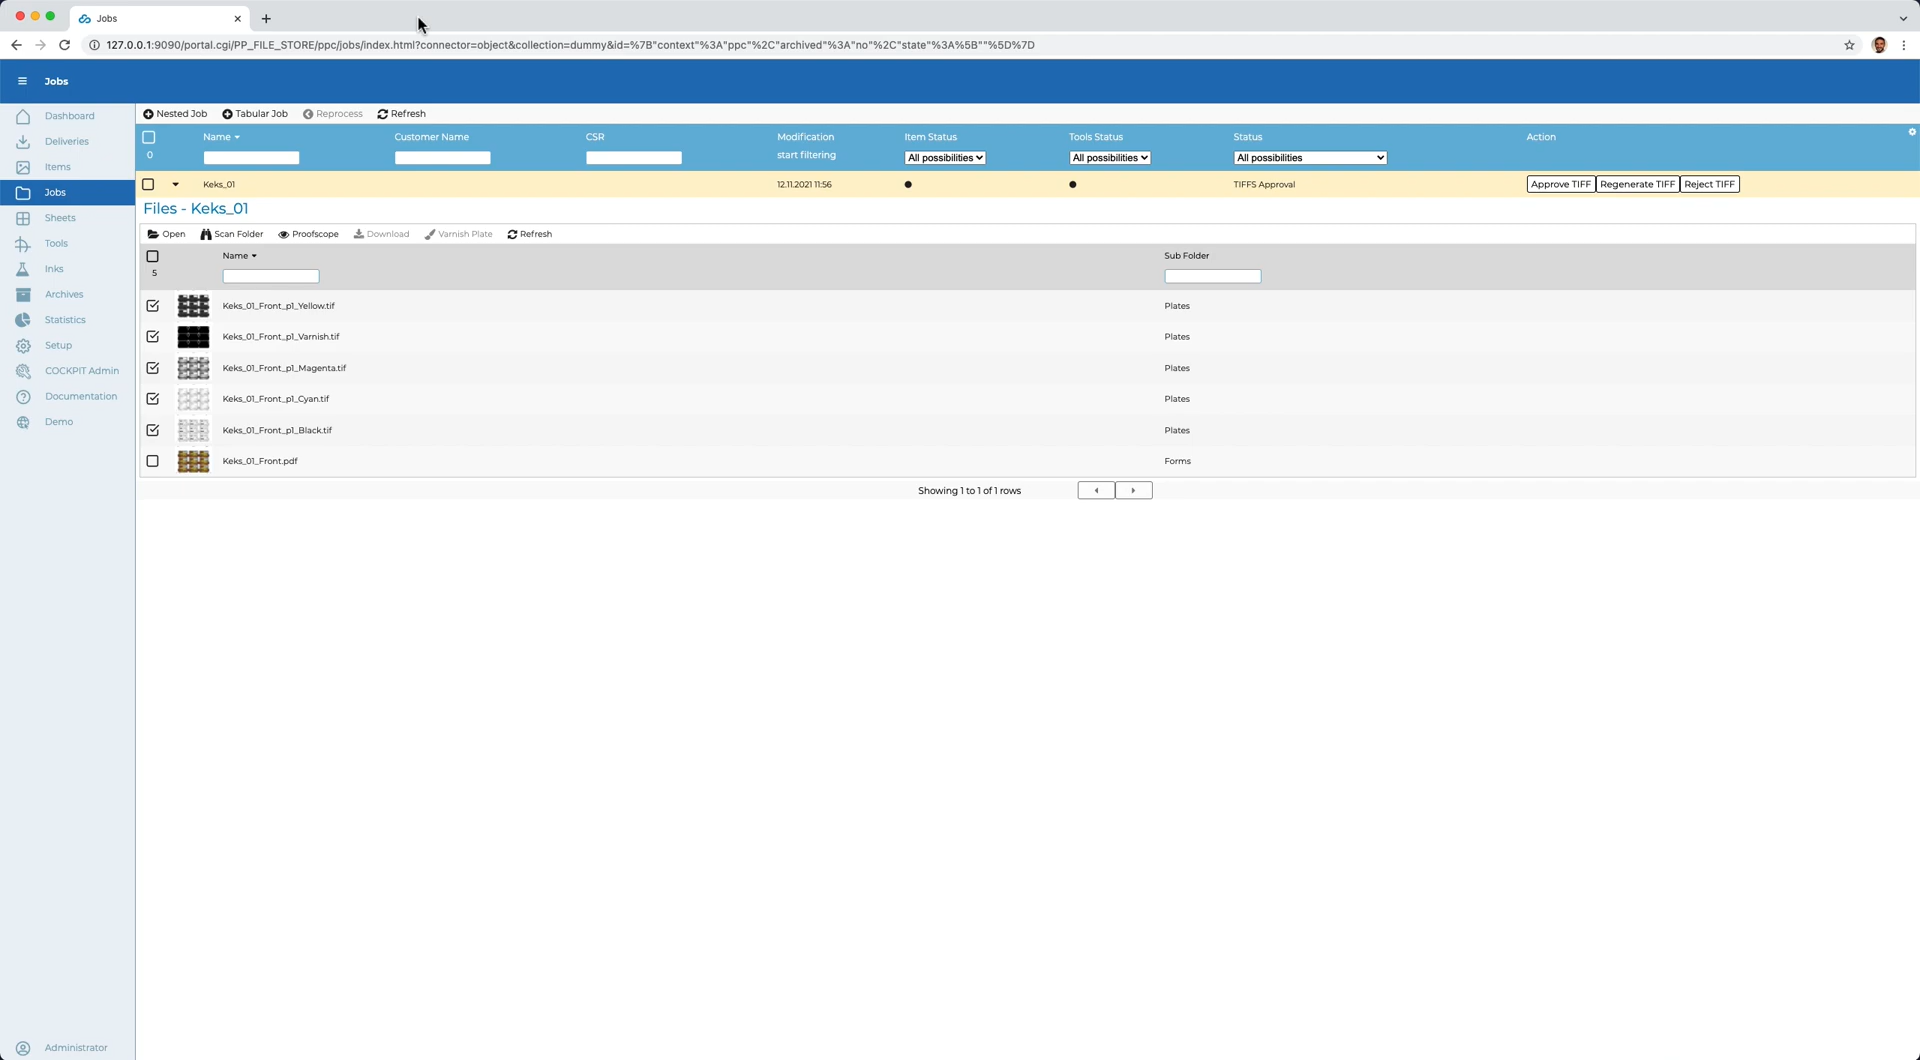 Jobs
127.0.0.1:9090/portal.cgi/PP_FILE_STORE/ppc/jobs/index.html?connector=object&collection=dummy&id=%7B"context"%3A"ppc"%2C"archived"%3A"no"%2C"state"%3A%5B""%5D%7D
Jobs
Dashboard
Deliveries
Items
Jobs
Sheets
Tools
Inks
Archives
Statistics
Setup
COCKPIT Admin
Documentation
Demo
Administrator
Nested Job Tabular Job Reprocess Refresh
Name Customer Name CSR Modification Item Status Tools Status Status Action
0 start filtering All possibilities All possibilities All possibilities
Keks_01 12.11.2021 11:56 TIFFS Approval Approve TIFF Regenerate TIFF Reject TIFF
Files - Keks_01
Open Scan Folder Proofscope Download Varnish Plate Refresh
Name Sub Folder
5
Keks_01_Front_p1_Yellow.tif Plates
Keks_01_Front_p1_Varnish.tif Plates
Keks_01_Front_p1_Magenta.tif Plates
Keks_01_Front_p1_Cyan.tif Plates
Keks_01_Front_p1_Black.tif Plates
Keks_01_Front.pdf Forms
Showing 1 to 1 of 1 rows